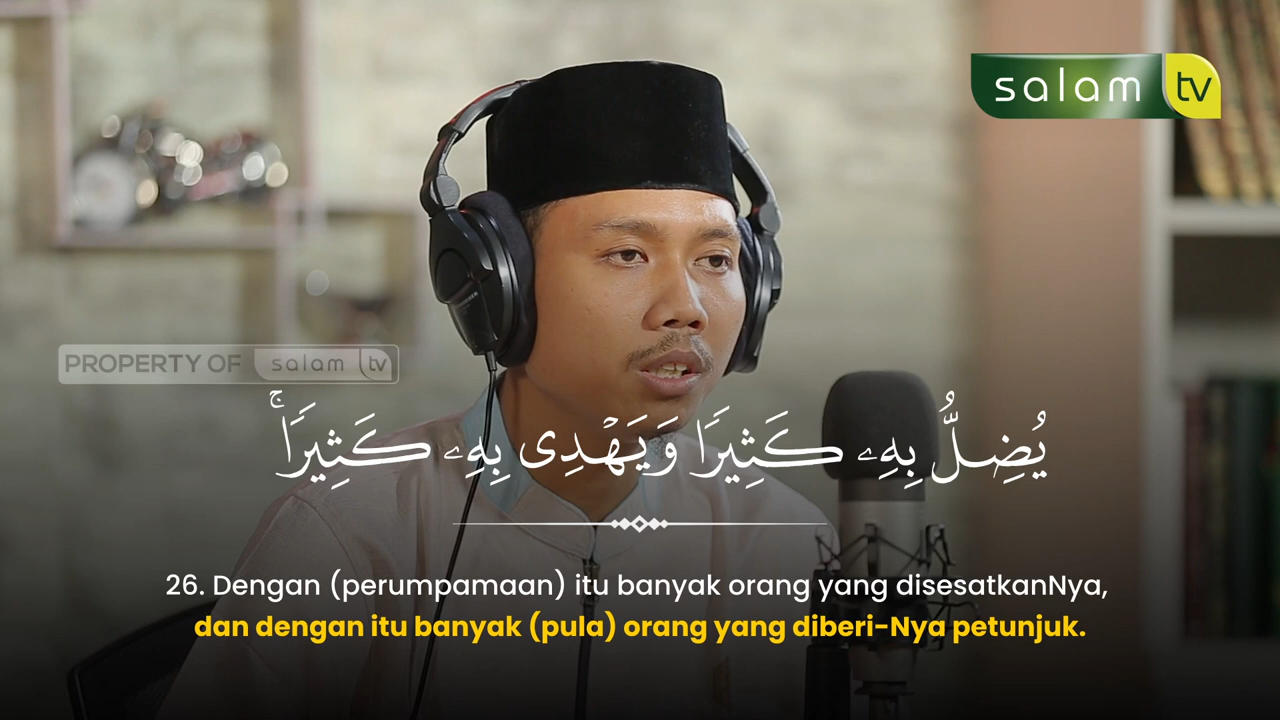 salam tv
PROPERTY OF salam tv
يُضِلُّ بِهِۦ كَثِيرًا وَيَهْدِى بِهِۦ كَثِيرًاۚ
26. Dengan (perumpamaan) itu banyak orang yang disesatkanNya,
dan dengan itu banyak (pula) orang yang diberi-Nya petunjuk.